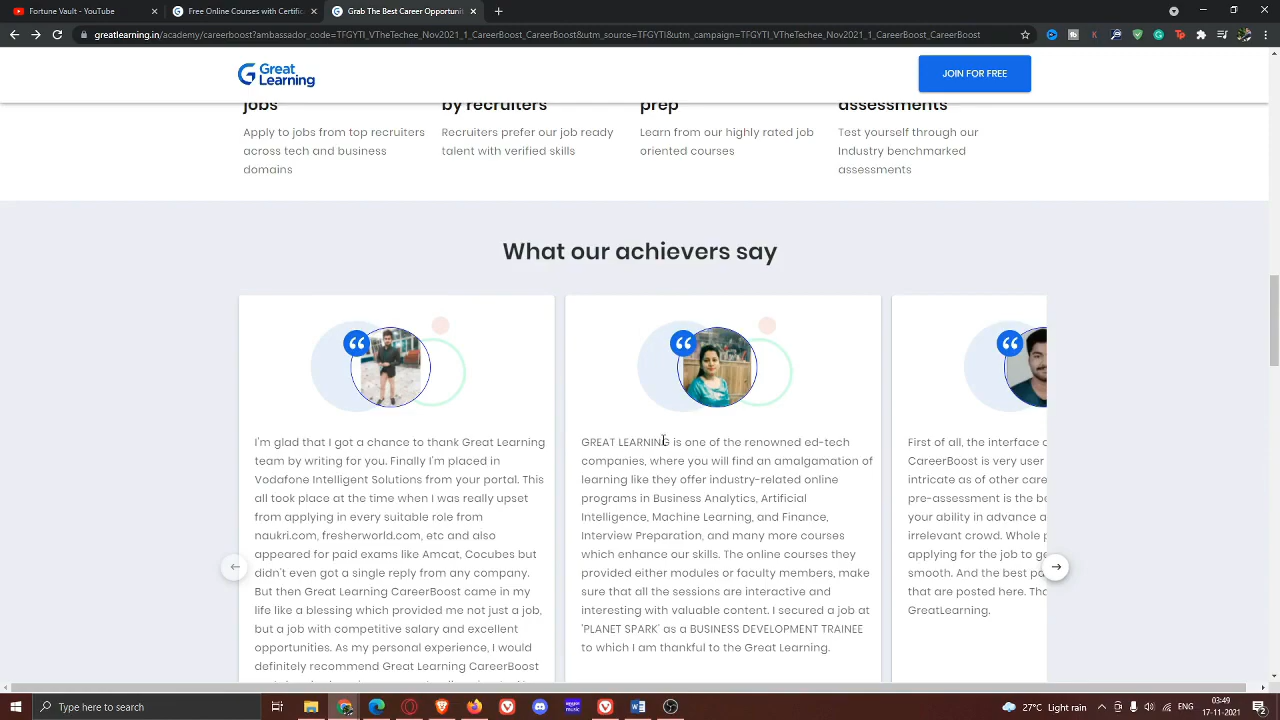 Fortune Vault - YouTube
Free Online Courses with Certific
Grab The Best Career Opportunit
greatlearning.in/academy/careerboost?ambassador_code=TFGYTI_VTheTechee_Nov2021_1_CareerBoost_CareerBoost&utm_source=TFGYTI&utm_campaign=TFGYTI_VTheTechee_Nov2021_1_CareerBoost_CareerBoost
Great
Learning
JOIN FOR FREE
jobs
Apply to jobs from top recruiters
across tech and business
domains
by recruiters
Recruiters prefer our job ready
talent with verified skills
prep
Learn from our highly rated job
oriented courses
assessments
Test yourself through our
Industry benchmarked
assessments
What our achievers say
I'm glad that I got a chance to thank Great Learning
team by writing for you. Finally I'm placed in
Vodafone Intelligent Solutions from your portal. This
all took place at the time when I was really upset
from applying in every suitable role from
naukri.com, fresherworld.com, etc and also
appeared for paid exams like Amcat, Cocubes but
didn't even got a single reply from any company.
But then Great Learning CareerBoost came in my
life like a blessing which provided me not just a job,
but a job with competitive salary and excellent
opportunities. As my personal experience, I would
definitely recommend Great Learning CareerBoost
GREAT LEARNING is one of the renowned ed-tech
companies, where you will find an amalgamation of
learning like they offer industry-related online
programs in Business Analytics, Artificial
Intelligence, Machine Learning, and Finance,
Interview Preparation, and many more courses
which enhance our skills. The online courses they
provided either modules or faculty members, make
sure that all the sessions are interactive and
interesting with valuable content. I secured a job at
'PLANET SPARK' as a BUSINESS DEVELOPMENT TRAINEE
to which I am thankful to the Great Learning.
First of all, the interface o
CareerBoost is very user
intricate as of other care
pre-assessment is the be
your ability in advance a
irrelevant crowd. Whole p
applying for the job to ge
smooth. And the best pa
that are posted here. Tha
GreatLearning.
Type here to search
27°C Light rain
ENG
03:49
17-11-2021